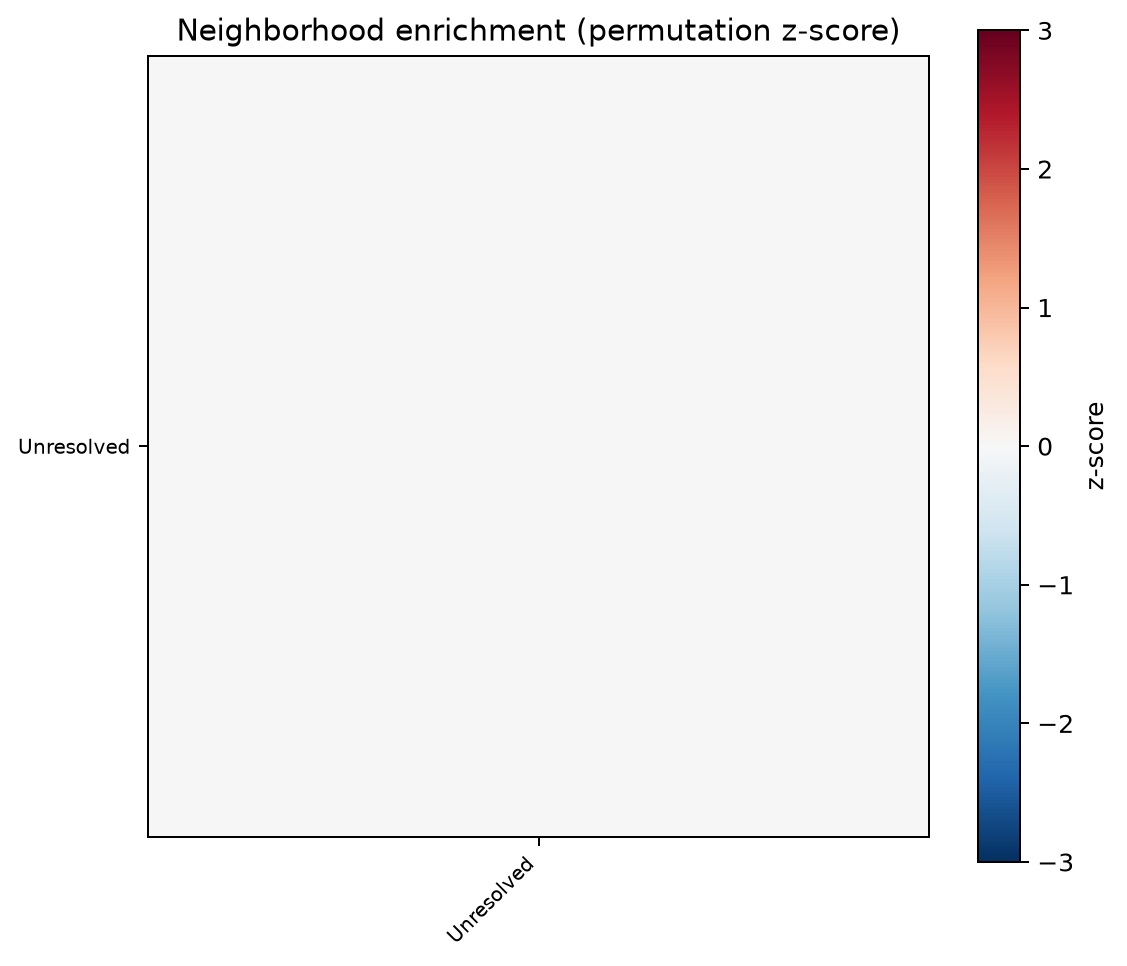 Neighborhood enrichment (permutation z-score)
3
2
1
0
−1
−2
−3
z-score
Unresolved
Unresolved